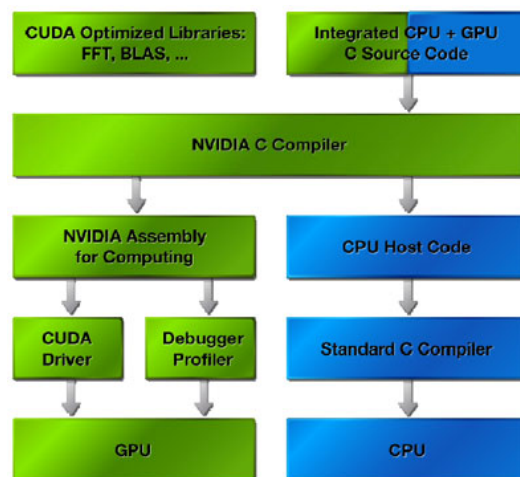 CUDA Optimized Libraries:
FFT, BLAS, ...
Integrated CPU + GPU
C Source Code
NVIDIA C Compiler
NVIDIA Assembly
for Computing
CPU Host Code
CUDA
Driver
Debugger
Profiler
Standard C Compiler
GPU
CPU